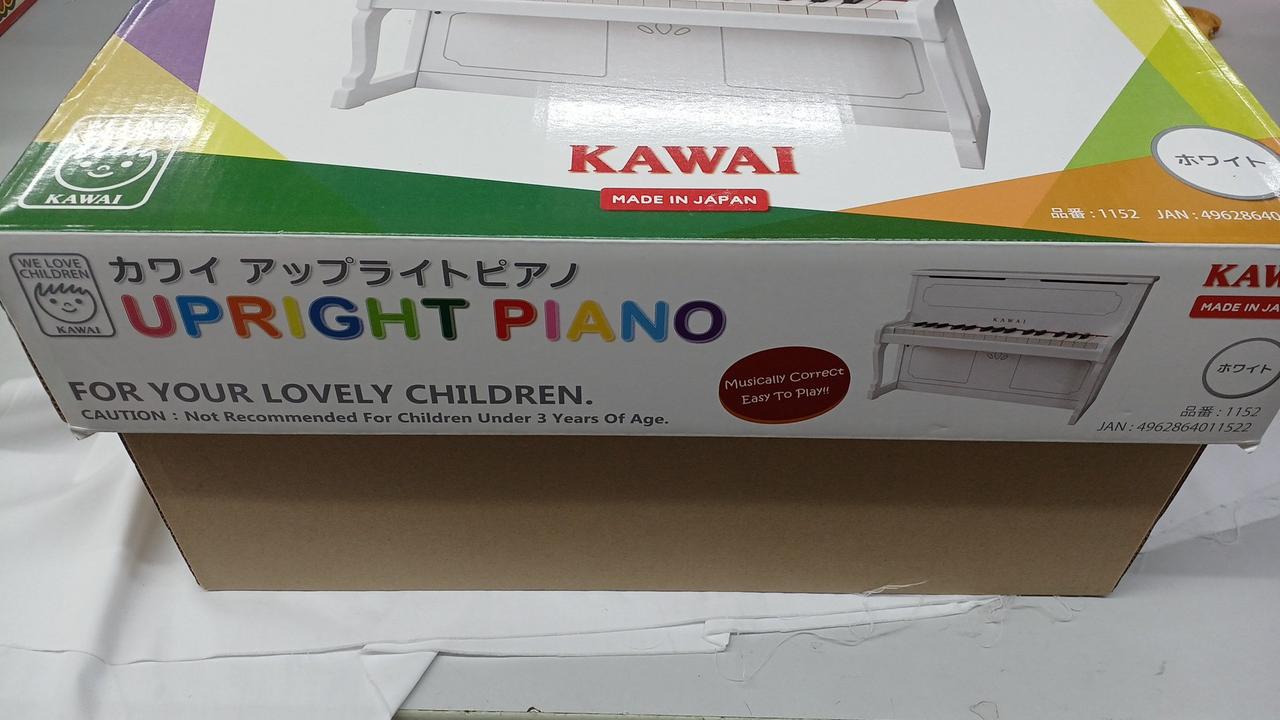 KAWAI
KAWAI
MADE IN JAPAN
ホワイト
品番 : 1152 JAN : 49628640
WE LOVE
CHILDREN
KAWAI
カワイ アップライトピアノ
UPRIGHT PIANO
FOR YOUR LOVELY CHILDREN.
CAUTION : Not Recommended For Children Under 3 Years Of Age.
Musically Correct
Easy To Play!!
KAWAI
KAW
MADE IN JA
ホワイト
品番 : 1152
JAN : 4962864011522